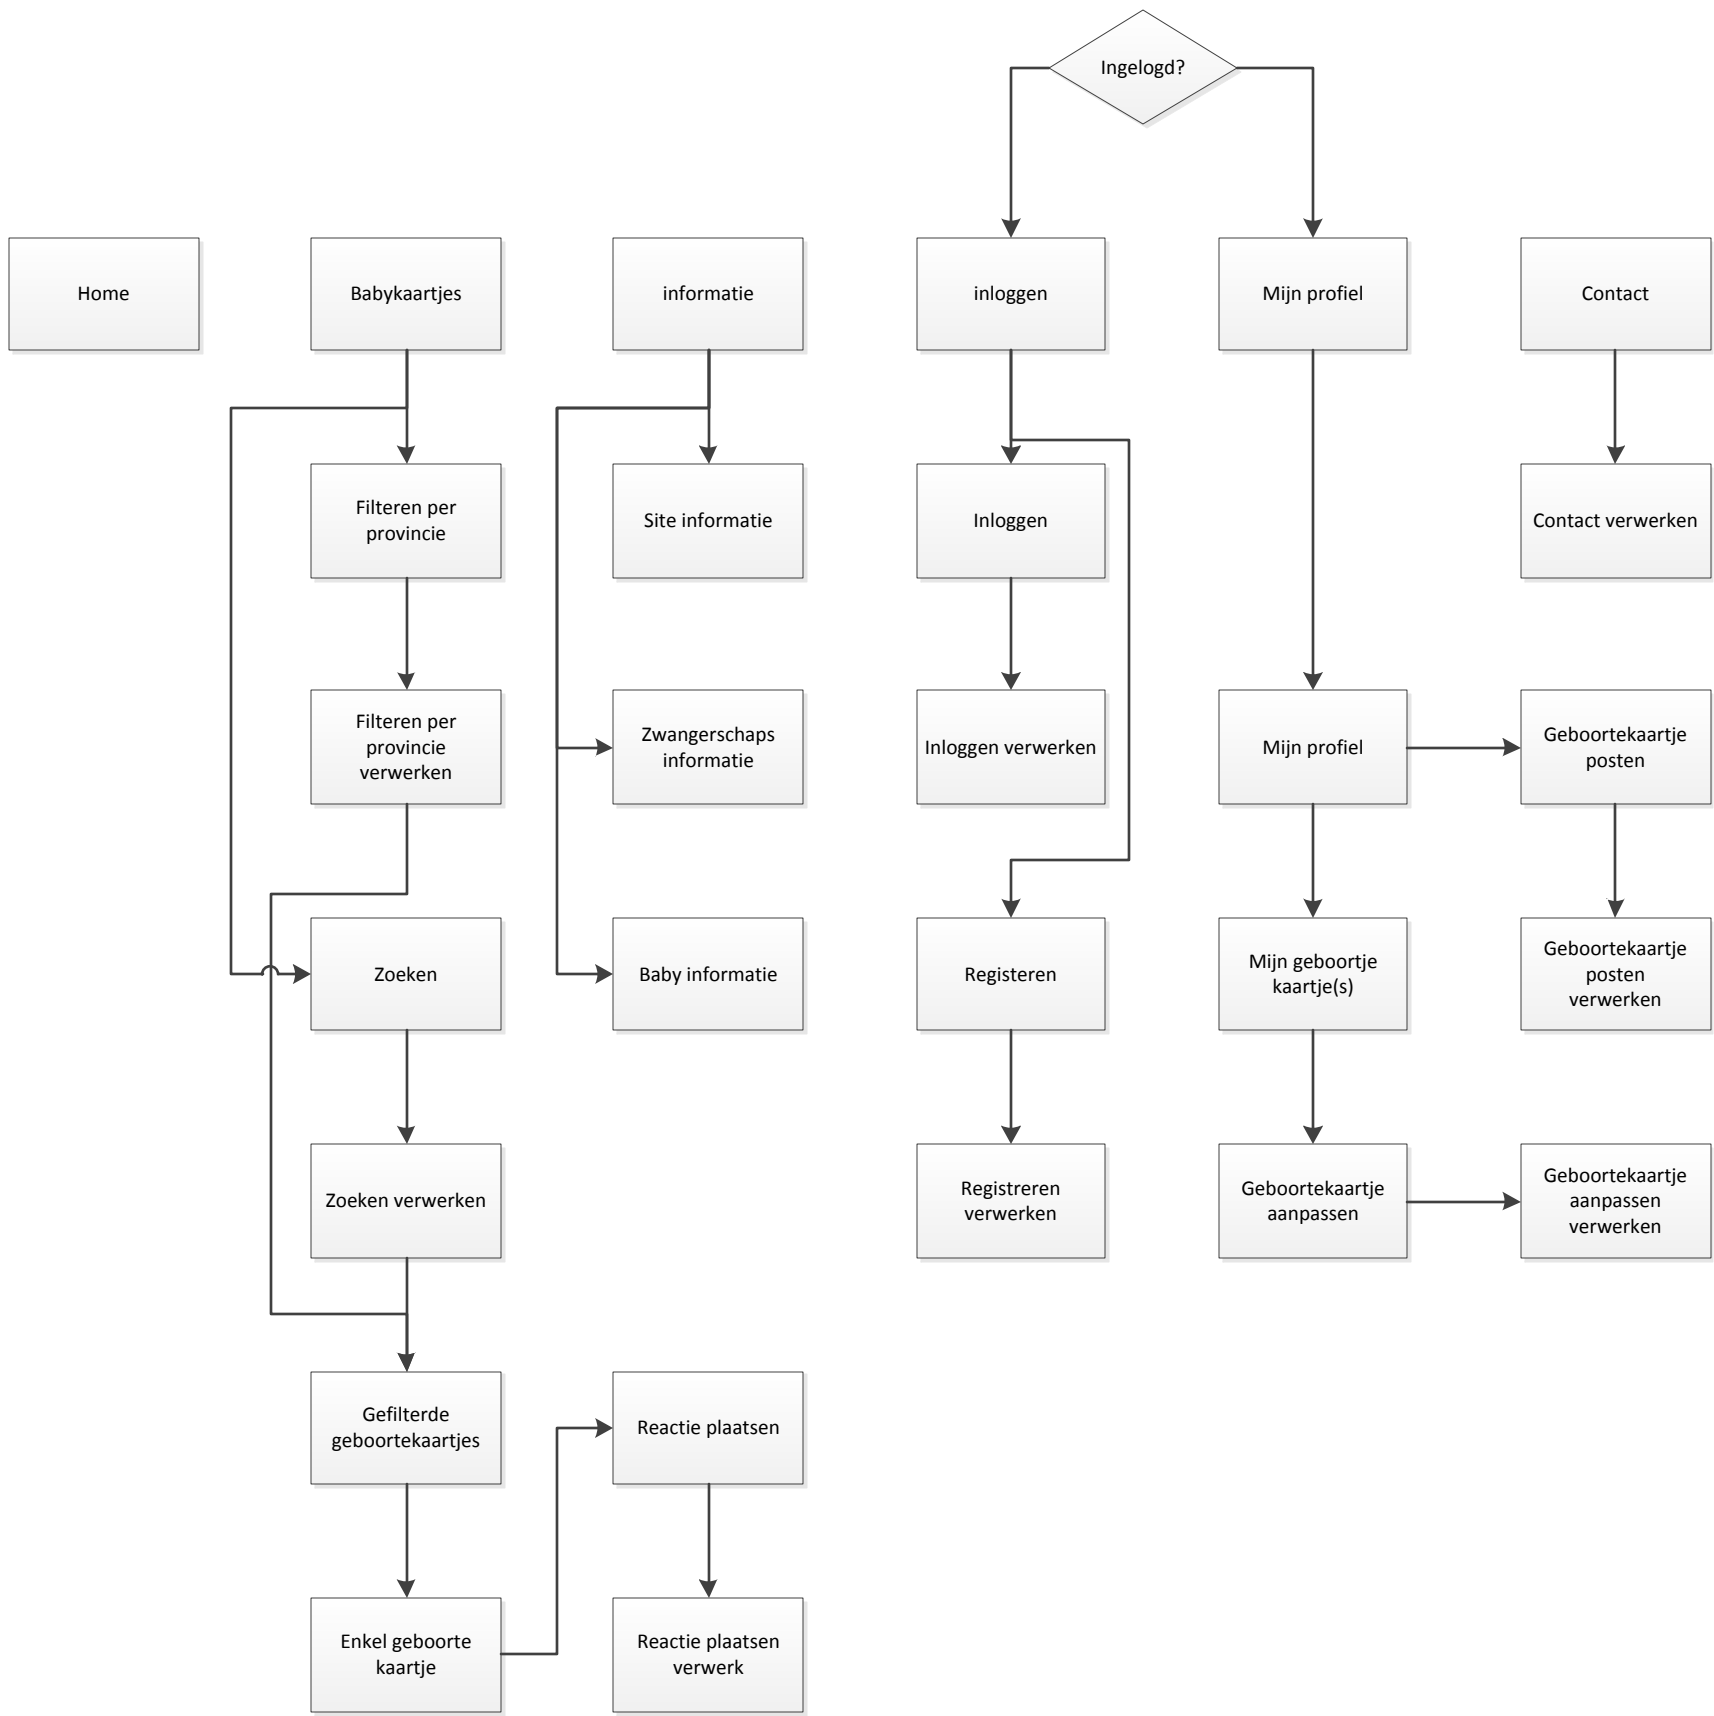 Ingelogd?
Home
Babykaartjes
informatie
inloggen
Mijn profiel
Contact
Filteren per
provincie
Site informatie
Inloggen
Contact verwerken
Filteren per
provincie
verwerken
Zwangerschaps
informatie
Inloggen verwerken
Mijn profiel
Geboortekaartje
posten
Zoeken
Baby informatie
Registeren
Mijn geboortje
kaartje(s)
Geboortekaartje
posten
verwerken
Zoeken verwerken
Registreren
verwerken
Geboortekaartje
aanpassen
Geboortekaartje
aanpassen
verwerken
Gefilterde
geboortekaartjes
Reactie plaatsen
Enkel geboorte
kaartje
Reactie plaatsen
verwerk